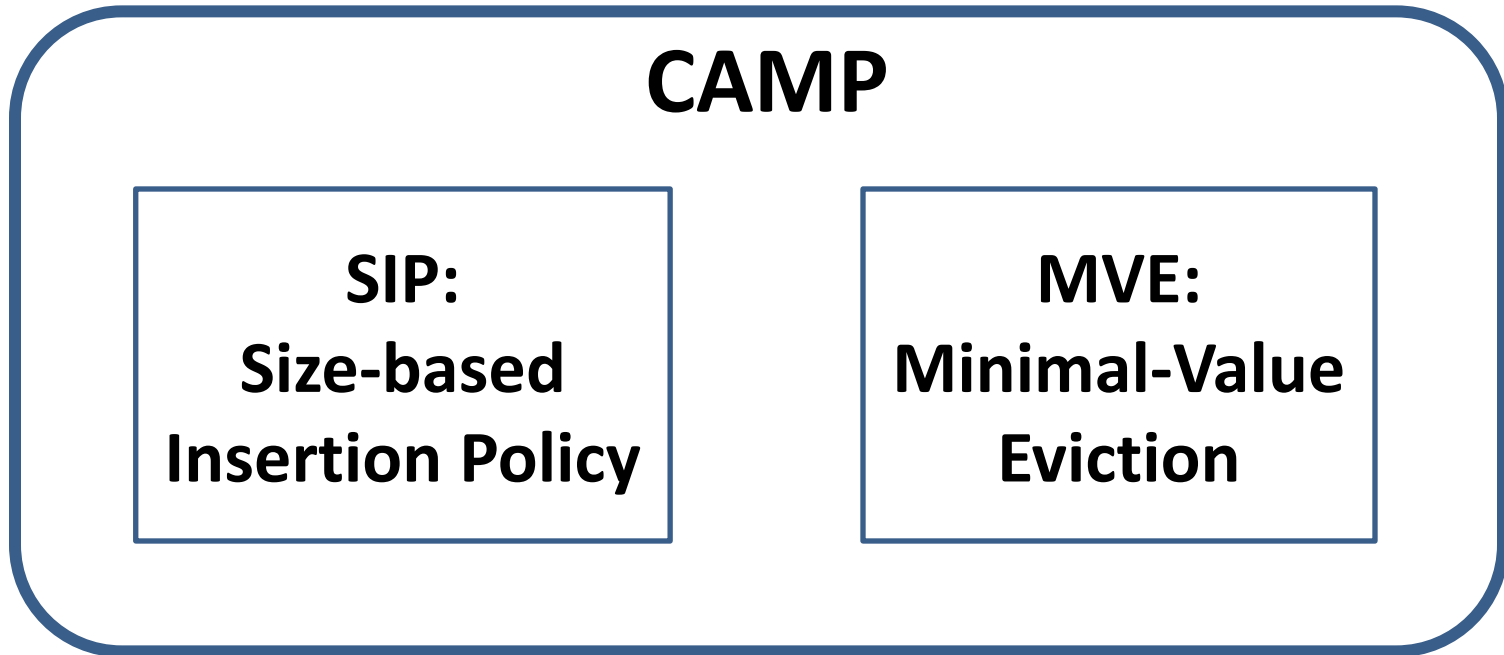 CAMP
SIP:
Size-based
Insertion Policy
MVE:
Minimal-Value
Eviction